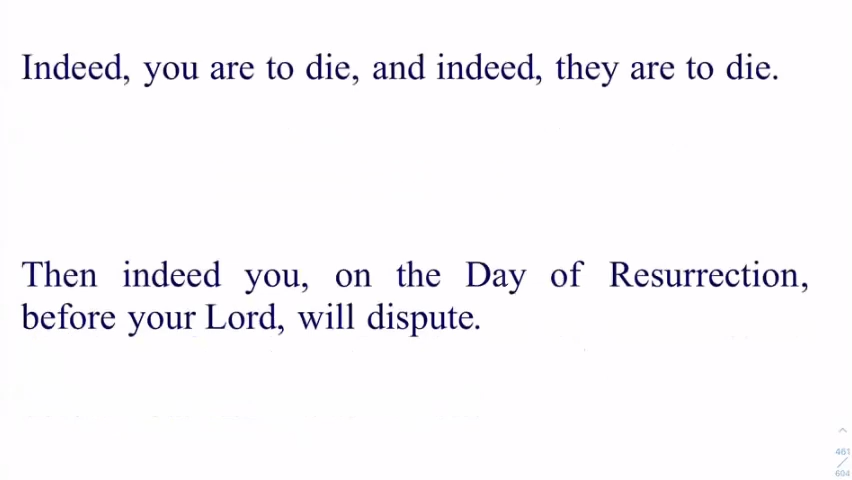 Indeed, you are to die, and indeed, they are to die.
Then indeed you, on the Day of Resurrection,
before your Lord, will dispute.
461
/
604